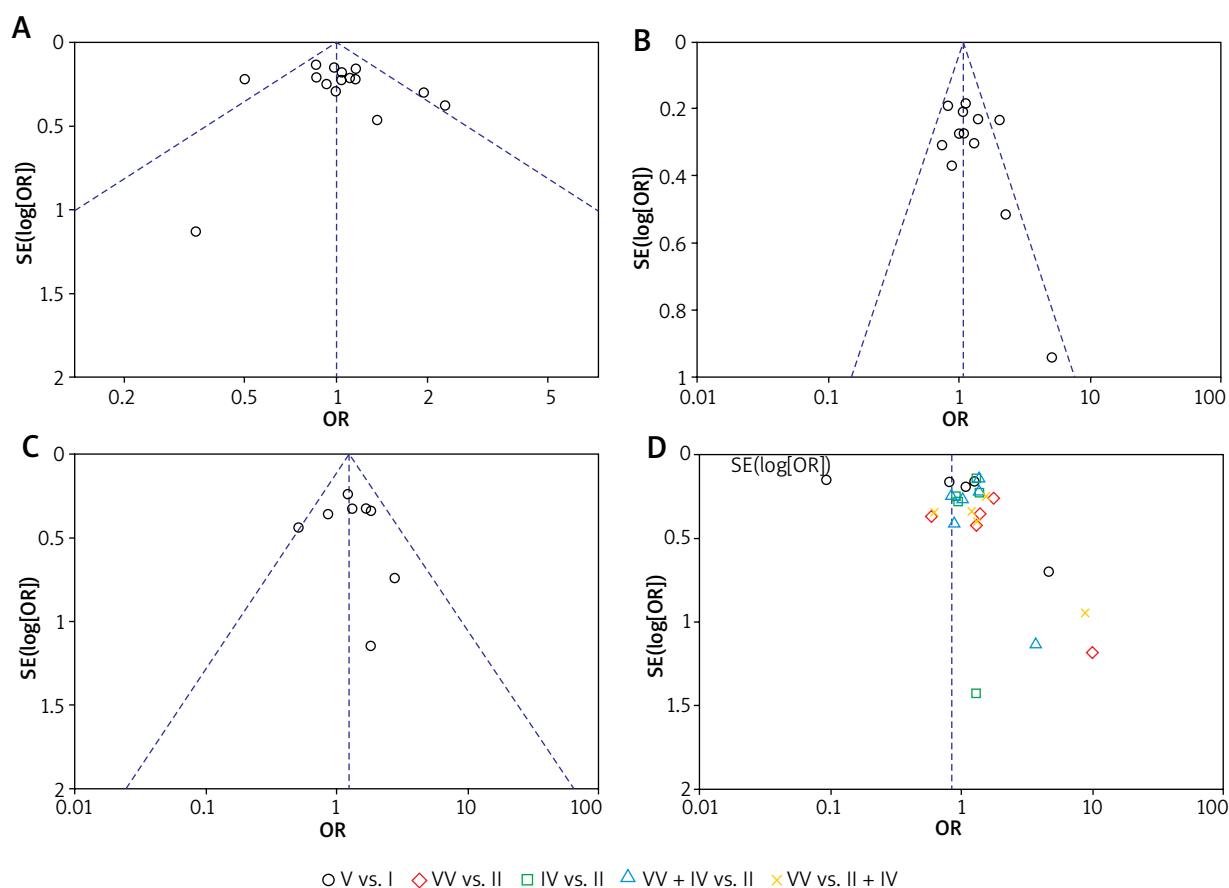 A
0
0.5
1
1.5
2
SE(log[OR])
0.2 0.5 1 2 5
OR
B
0
0.2
0.4
0.6
0.8
1
SE(log[OR])
0.01 0.1 1 10 100
OR
C
0
0.5
1
1.5
2
SE(log[OR])
0.01 0.1 1 10 100
OR
D
SE(log[OR])
0
0.5
1
1.5
2
SE(log[OR])
0.01 0.1 1 10 100
OR
V vs. I VV vs. II IV vs. II VV + IV vs. II VV vs. II + IV